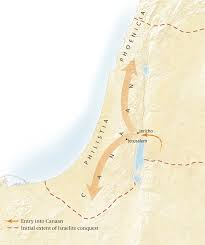 PHOENICIA
PHILISTIA
CANAAN
Jericho
Jerusalem
Entry into Canaan
Initial extent of Israelite conquest